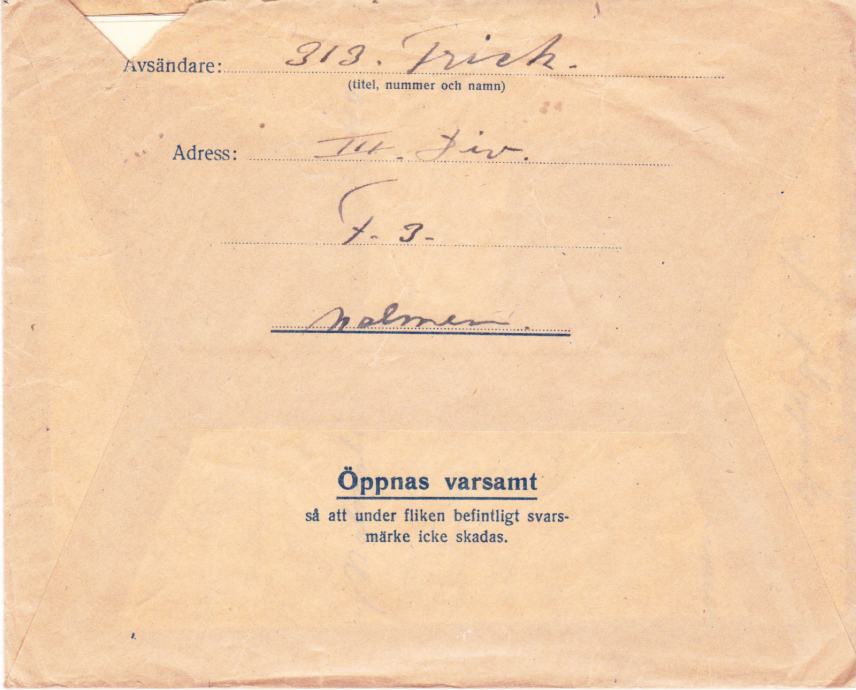 Avsändare: 313. Frick.
(titel, nummer och namn)
Adress: III. Div.
F. 3.
Malmen.
Öppnas varsamt
så att under fliken befintligt svars-
märke icke skadas.